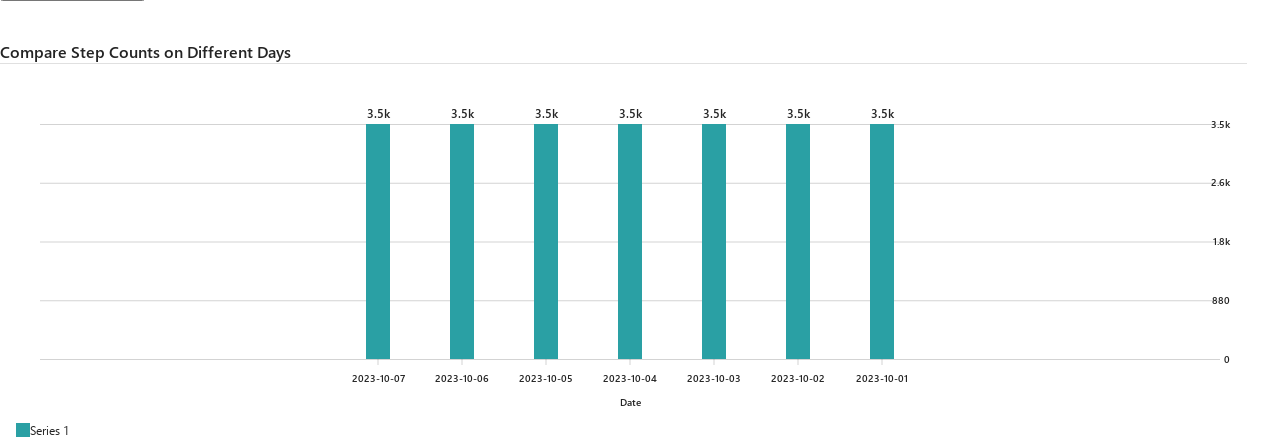 Compare Step Counts on Different Days
3.5k 3.5k 3.5k 3.5k 3.5k 3.5k 3.5k
3.5k
2.6k
1.8k
880
0
2023-10-07 2023-10-06 2023-10-05 2023-10-04 2023-10-03 2023-10-02 2023-10-01
Date
Series 1